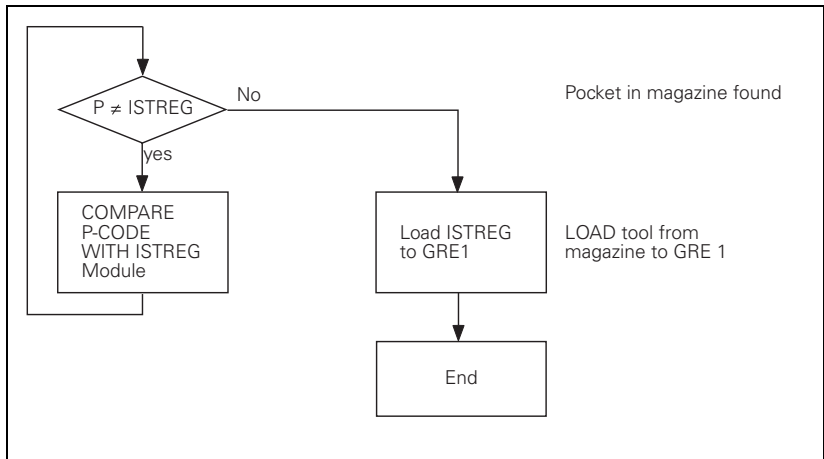 P ≠ ISTREG
No
Pocket in magazine found
yes
COMPARE
P-CODE
WITH ISTREG
Module
Load ISTREG
to GRE1
LOAD tool from
magazine to GRE 1
End